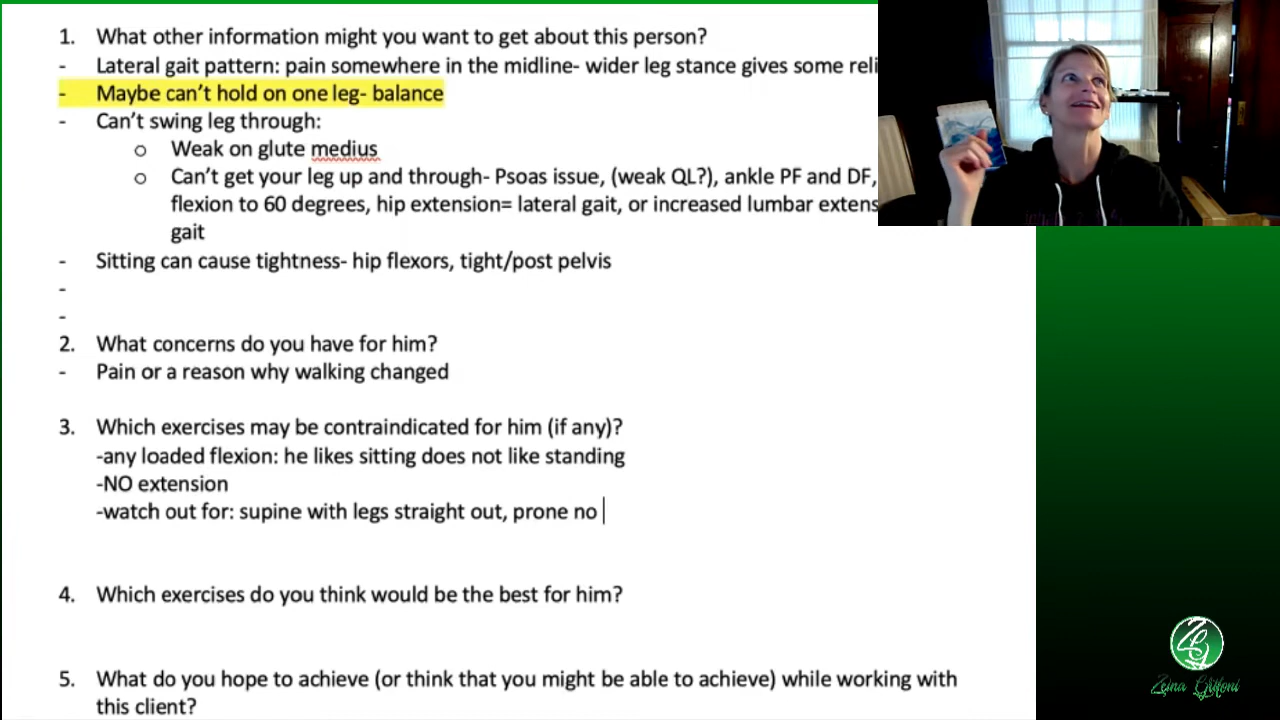 1. What other information might you want to get about this person?
- Lateral gait pattern: pain somewhere in the midline- wider leg stance gives some reli
- Maybe can't hold on one leg- balance
- Can't swing leg through:
o Weak on glute medius
o Can't get your leg up and through- Psoas issue, (weak QL?), ankle PF and DF,
flexion to 60 degrees, hip extension= lateral gait, or increased lumbar extens
gait
- Sitting can cause tightness- hip flexors, tight/post pelvis
-
-
2. What concerns do you have for him?
- Pain or a reason why walking changed
3. Which exercises may be contraindicated for him (if any)?
-any loaded flexion: he likes sitting does not like standing
-NO extension
-watch out for: supine with legs straight out, prone no
4. Which exercises do you think would be the best for him?
5. What do you hope to achieve (or think that you might be able to achieve) while working with
this client?